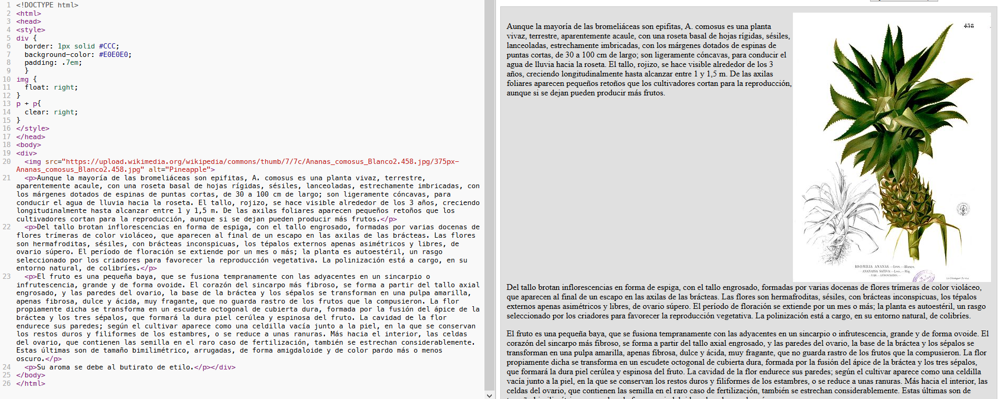 1 <!DOCTYPE html>
2 <html>
3 <head>
4 <style>
5 div {
6   border: 1px solid #CCC;
7   background-color: #E0E0E0;
8   padding: .7em;
9   }
10 img {
11   float: right;
12 }
13 p + p{
14   clear: right;
15 }
16 </style>
17 </head>
18 <body>
19 <div>
20   <img src="https://upload.wikimedia.org/wikipedia/commons/thumb/7/7c/Ananas_comosus_Blanco2.458.jpg/375px-
Ananas_comosus_Blanco2.458.jpg" alt="Pineapple">
21   <p>Aunque la mayoría de las bromeliáceas son epifitas, A. comosus es una planta vivaz, terrestre,
aparentemente acaule, con una roseta basal de hojas rígidas, sésiles, lanceoladas, estrechamente imbricadas, con
los márgenes dotados de espinas de puntas cortas, de 30 a 100 cm de largo; son ligeramente cóncavas, para
conducir el agua de lluvia hacia la roseta. El tallo, rojizo, se hace visible alrededor de los 3 años, creciendo
longitudinalmente hasta alcanzar entre 1 y 1,5 m. De las axilas foliares aparecen pequeños retoños que los
cultivadores cortan para la reproducción, aunque si se dejan pueden producir más frutos.</p>
22   <p>Del tallo brotan inflorescencias en forma de espiga, con el tallo engrosado, formadas por varias docenas de
flores trímeras de color violáceo, que aparecen al final de un escapo en las axilas de las brácteas. Las flores
son hermafroditas, sésiles, con brácteas inconspicuas, los tépalos externos apenas asimétricos y libres, de
ovario súpero. El período de floración se extiende por un mes o más; la planta es autoestéril, un rasgo
seleccionado por los criadores para favorecer la reproducción vegetativa. La polinización está a cargo, en su
entorno natural, de colibríes.</p>
23   <p>El fruto es una pequeña baya, que se fusiona tempranamente con las adyacentes en un sincarpio o
infrutescencia, grande y de forma ovoide. El corazón del sincarpo más fibroso, se forma a partir del tallo axial
engrosado, y las paredes del ovario, la base de la bráctea y los sépalos se transforman en una pulpa amarilla,
apenas fibrosa, dulce y ácida, muy fragante, que no guarda rastro de los frutos que la compusieron. La flor
propiamente dicha se transforma en un escudete octogonal de cubierta dura, formada por la fusión del ápice de la
bráctea y los tres sépalos, que formará la dura piel cerúlea y espinosa del fruto. La cavidad de la flor
endurece sus paredes; según el cultivar aparece como una celdilla vacía junto a la piel, en la que se conservan
los restos duros y filiformes de los estambres, o se reduce a unas ranuras. Más hacia el interior, las celdas
del ovario, que contienen las semilla en el raro caso de fertilización, también se estrechan considerablemente.
Estas últimas son de tamaño bimilimétrico, arrugadas, de forma amigdaloide y de color pardo más o menos
oscuro.</p>
24   <p>Su aroma se debe al butirato de etilo.</p></div>
25 </body>
26 </html>
Aunque la mayoría de las bromeliáceas son epifitas, A. comosus es una planta
vivaz, terrestre, aparentemente acaule, con una roseta basal de hojas rígidas, sésiles,
lanceoladas, estrechamente imbricadas, con los márgenes dotados de espinas de
puntas cortas, de 30 a 100 cm de largo; son ligeramente cóncavas, para conducir el
agua de lluvia hacia la roseta. El tallo, rojizo, se hace visible alrededor de los 3
años, creciendo longitudinalmente hasta alcanzar entre 1 y 1,5 m. De las axilas
foliares aparecen pequeños retoños que los cultivadores cortan para la reproducción,
aunque si se dejan pueden producir más frutos.
458
BROMELIA ANANAS.—Linn.—Blanco.
ANANASSA SATIVA.—Lind.—Mig.
Del tallo brotan inflorescencias en forma de espiga, con el tallo engrosado, formadas por varias docenas de flores trímeras de color violáceo,
que aparecen al final de un escapo en las axilas de las brácteas. Las flores son hermafroditas, sésiles, con brácteas inconspicuas, los tépalos
externos apenas asimétricos y libres, de ovario súpero. El período de floración se extiende por un mes o más; la planta es autoestéril, un rasgo
seleccionado por los criadores para favorecer la reproducción vegetativa. La polinización está a cargo, en su entorno natural, de colibríes.
El fruto es una pequeña baya, que se fusiona tempranamente con las adyacentes en un sincarpio o infrutescencia, grande y de forma ovoide. El
corazón del sincarpo más fibroso, se forma a partir del tallo axial engrosado, y las paredes del ovario, la base de la bráctea y los sépalos se
transforman en una pulpa amarilla, apenas fibrosa, dulce y ácida, muy fragante, que no guarda rastro de los frutos que la compusieron. La flor
propiamente dicha se transforma en un escudete octogonal de cubierta dura, formada por la fusión del ápice de la bráctea y los tres sépalos,
que formará la dura piel cerúlea y espinosa del fruto. La cavidad de la flor endurece sus paredes; según el cultivar aparece como una celdilla
vacía junto a la piel, en la que se conservan los restos duros y filiformes de los estambres, o se reduce a unas ranuras. Más hacia el interior, las
celdas del ovario, que contienen las semilla en el raro caso de fertilización, también se estrechan considerablemente. Estas últimas son de